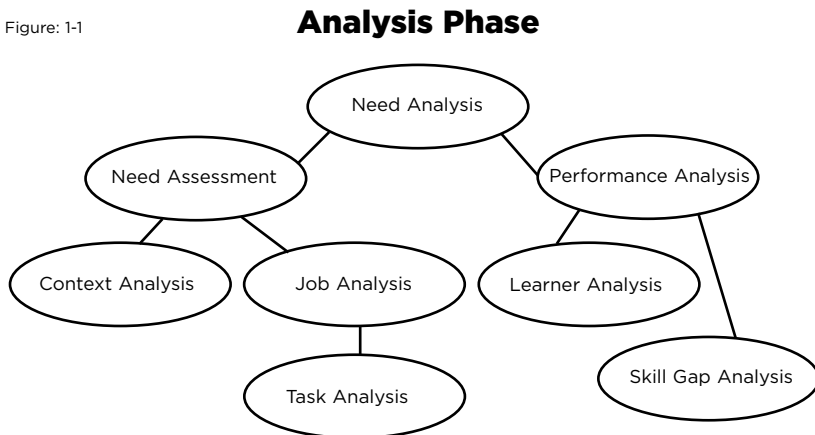 Figure: 1-1
Analysis Phase
Need Analysis
Need Assessment
Performance Analysis
Context Analysis
Job Analysis
Learner Analysis
Task Analysis
Skill Gap Analysis